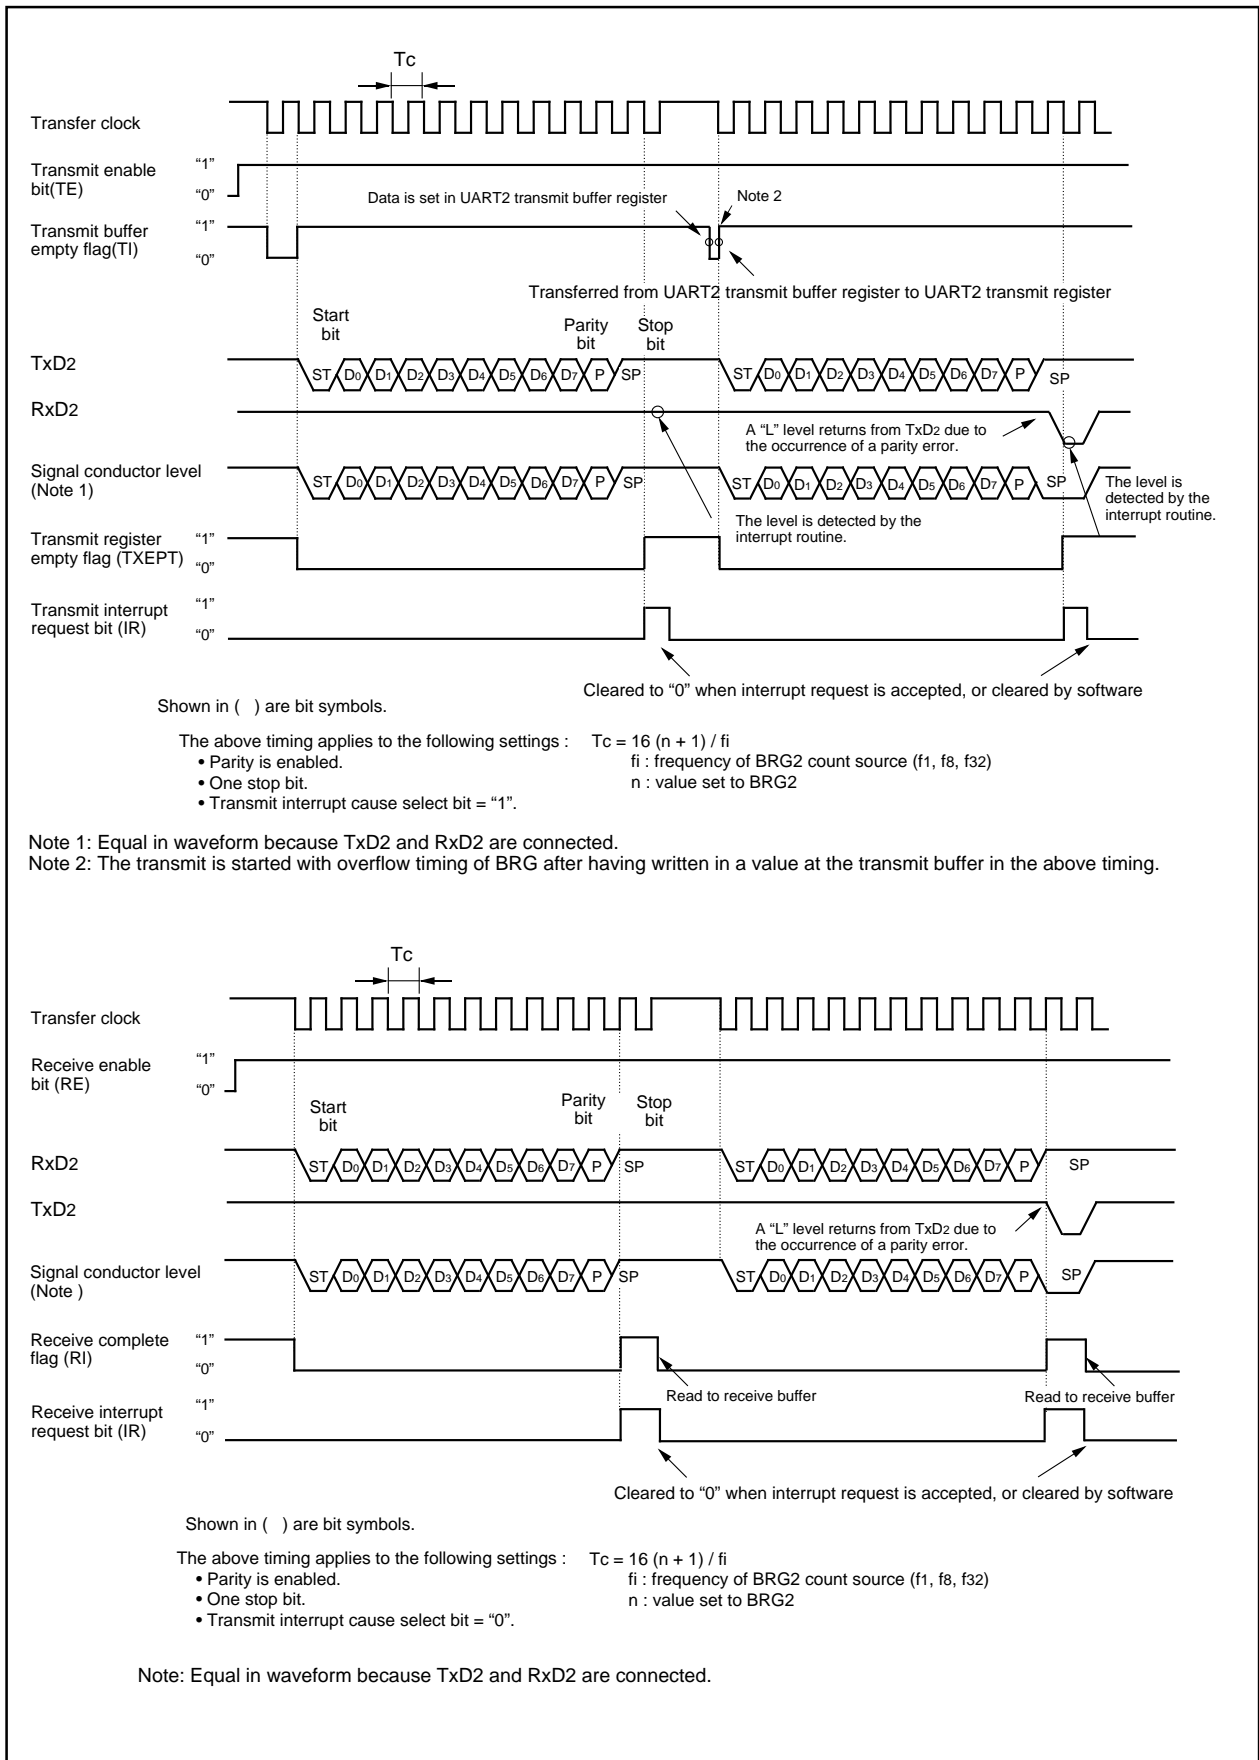 Tc
Transfer clock
Transmit enable
bit(TE)
“1”
“0”
Data is set in UART2 transmit buffer register
Note 2
Transmit buffer
empty flag(TI)
“1”
“0”
Transferred from UART2 transmit buffer register to UART2 transmit register
Start
bit
Parity
bit
Stop
bit
TxD2
ST D0 D1 D2 D3 D4 D5 D6 D7 P SP
ST D0 D1 D2 D3 D4 D5 D6 D7 P SP
RxD2
A “L” level returns from TxD2 due to
the occurrence of a parity error.
Signal conductor level
(Note 1)
ST D0 D1 D2 D3 D4 D5 D6 D7 P SP
ST D0 D1 D2 D3 D4 D5 D6 D7 P SP
The level is
detected by the
interrupt routine.
The level is detected by the
interrupt routine.
Transmit register
empty flag (TXEPT)
“1”
“0”
Transmit interrupt
request bit (IR)
“1”
“0”
Cleared to “0” when interrupt request is accepted, or cleared by software
Shown in ( ) are bit symbols.
The above timing applies to the following settings :
• Parity is enabled.
• One stop bit.
• Transmit interrupt cause select bit = “1”.
Tc = 16 (n + 1) / fi
fi : frequency of BRG2 count source (f1, f8, f32)
n : value set to BRG2
Note 1: Equal in waveform because TxD2 and RxD2 are connected.
Note 2: The transmit is started with overflow timing of BRG after having written in a value at the transmit buffer in the above timing.
Tc
Transfer clock
Receive enable
bit (RE)
“1”
“0”
Start
bit
Parity
bit
Stop
bit
RxD2
ST D0 D1 D2 D3 D4 D5 D6 D7 P SP
ST D0 D1 D2 D3 D4 D5 D6 D7 P SP
TxD2
A “L” level returns from TxD2 due to
the occurrence of a parity error.
Signal conductor level
(Note )
ST D0 D1 D2 D3 D4 D5 D6 D7 P SP
ST D0 D1 D2 D3 D4 D5 D6 D7 P SP
Receive complete
flag (RI)
“1”
“0”
Read to receive buffer
Read to receive buffer
Receive interrupt
request bit (IR)
“1”
“0”
Cleared to “0” when interrupt request is accepted, or cleared by software
Shown in ( ) are bit symbols.
The above timing applies to the following settings :
• Parity is enabled.
• One stop bit.
• Transmit interrupt cause select bit = “0”.
Tc = 16 (n + 1) / fi
fi : frequency of BRG2 count source (f1, f8, f32)
n : value set to BRG2
Note: Equal in waveform because TxD2 and RxD2 are connected.